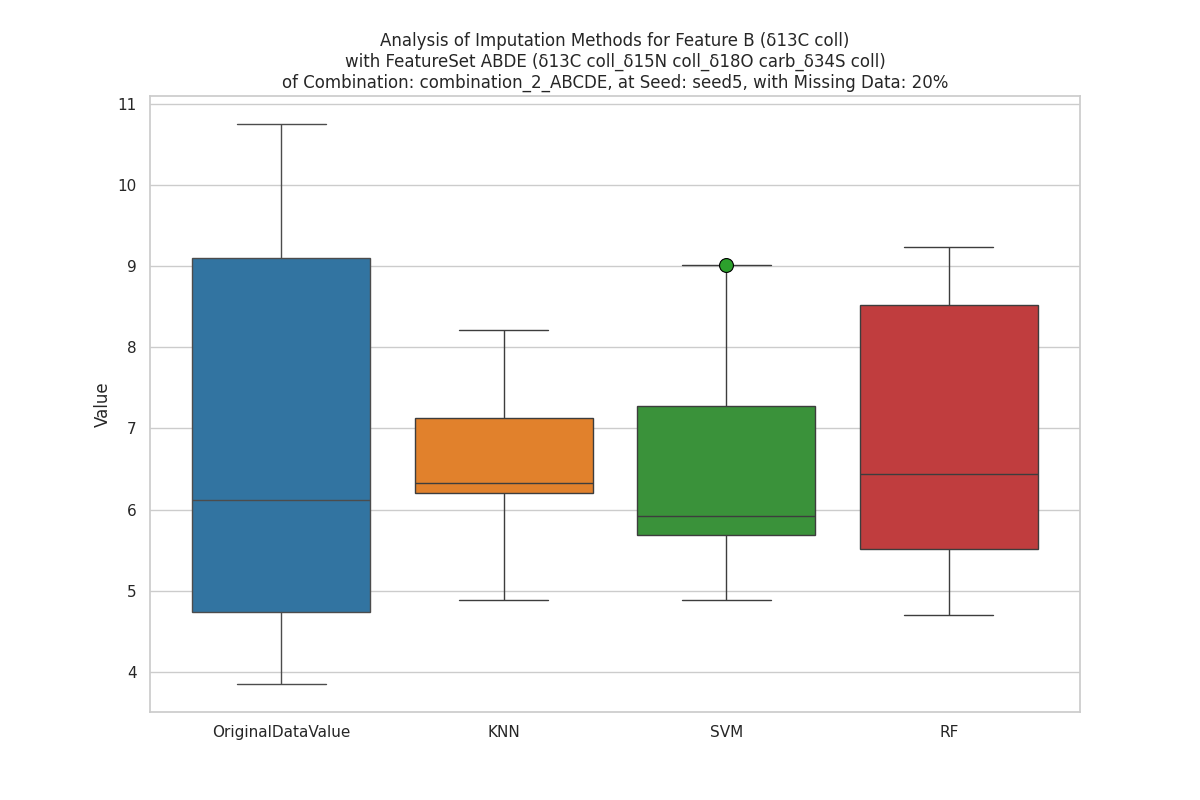 Analysis of Imputation Methods for Feature B (δ13C coll)
with FeatureSet ABDE (δ13C coll_δ15N coll_δ18O carb_δ34S coll)
of Combination: combination_2_ABCDE, at Seed: seed5, with Missing Data: 20%
11
10
9
8
7
6
5
4
Value
OriginalDataValue KNN SVM RF